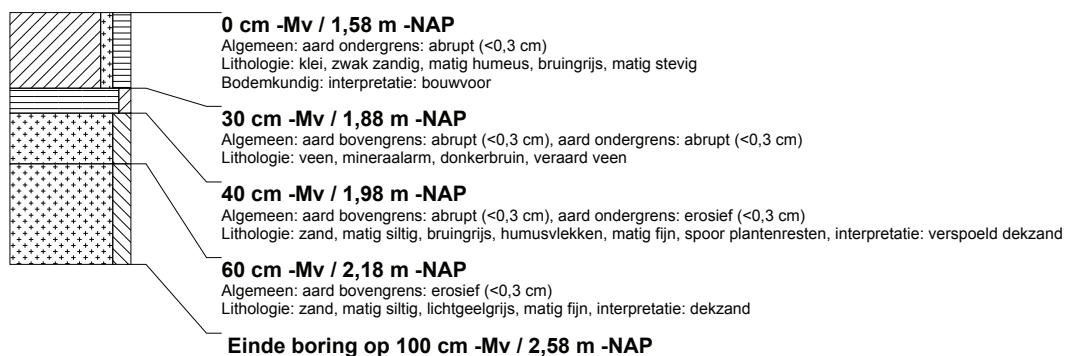 0 cm -Mv / 1,58 m -NAP
Algemeen: aard ondergrens: abrupt (<0,3 cm)
Lithologie: klei, zwak zandig, matig humeus, bruingrijs, matig stevig
Bodemkundig: interpretatie: bouwvoor
30 cm -Mv / 1,88 m -NAP
Algemeen: aard bovengrens: abrupt (<0,3 cm), aard ondergrens: abrupt (<0,3 cm)
Lithologie: veen, mineraalarm, donkerbruin, veraard veen
40 cm -Mv / 1,98 m -NAP
Algemeen: aard bovengrens: abrupt (<0,3 cm), aard ondergrens: erosief (<0,3 cm)
Lithologie: zand, matig siltig, bruingrijs, humusvlekken, matig fijn, spoor plantenresten, interpretatie: verspoeld dekzand
60 cm -Mv / 2,18 m -NAP
Algemeen: aard bovengrens: erosief (<0,3 cm)
Lithologie: zand, matig siltig, lichtgeelgrijs, matig fijn, interpretatie: dekzand
Einde boring op 100 cm -Mv / 2,58 m -NAP